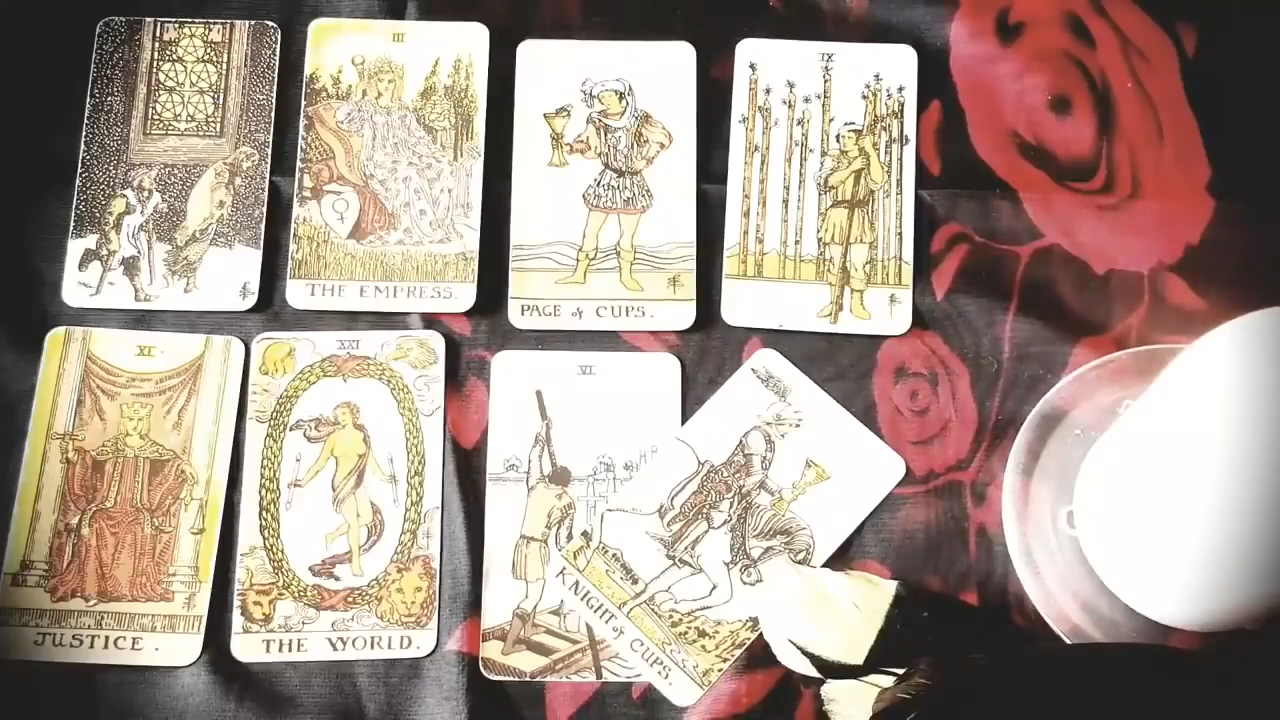 III
THE EMPRESS.
PAGE of CUPS.
IX
XI.
JUSTICE.
XXI
THE WORLD.
VI
KNIGHT of CUPS.